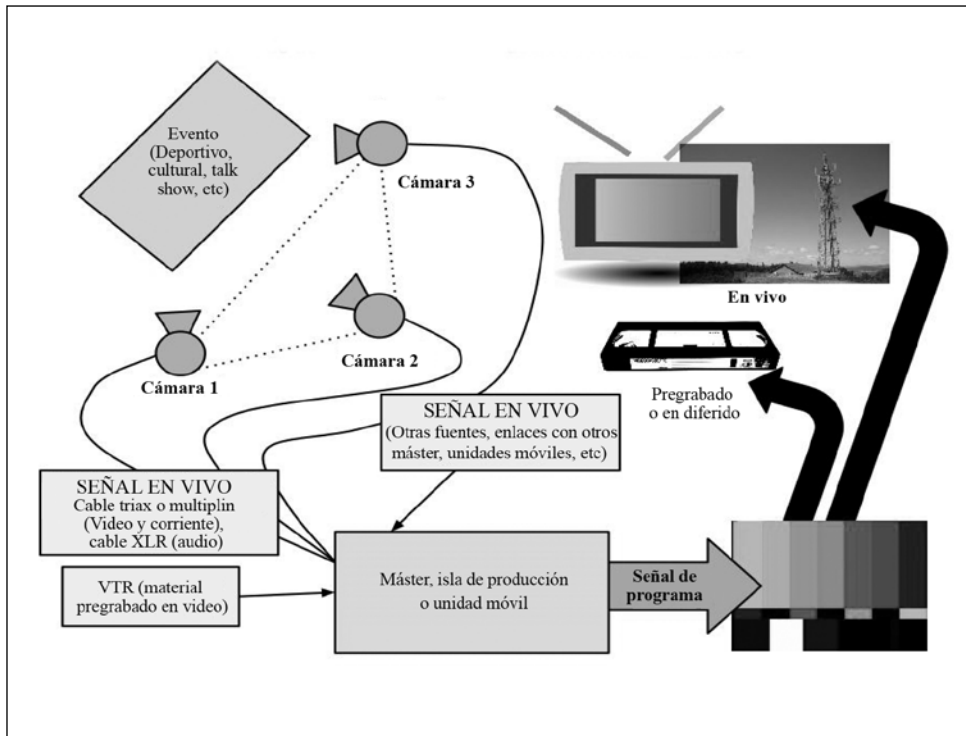 Evento
(Deportivo,
cultural, talk
show, etc)
Cámara 3
Cámara 1
Cámara 2
En vivo
Pregrabado
o en diferido
SEÑAL EN VIVO
(Otras fuentes, enlaces con otros
máster, unidades móviles, etc)
SEÑAL EN VIVO
Cable triax o multiplin
(Video y corriente),
cable XLR (audio)
VTR (material
pregrabado en video)
Máster, isla de producción
o unidad móvil
Señal de
programa